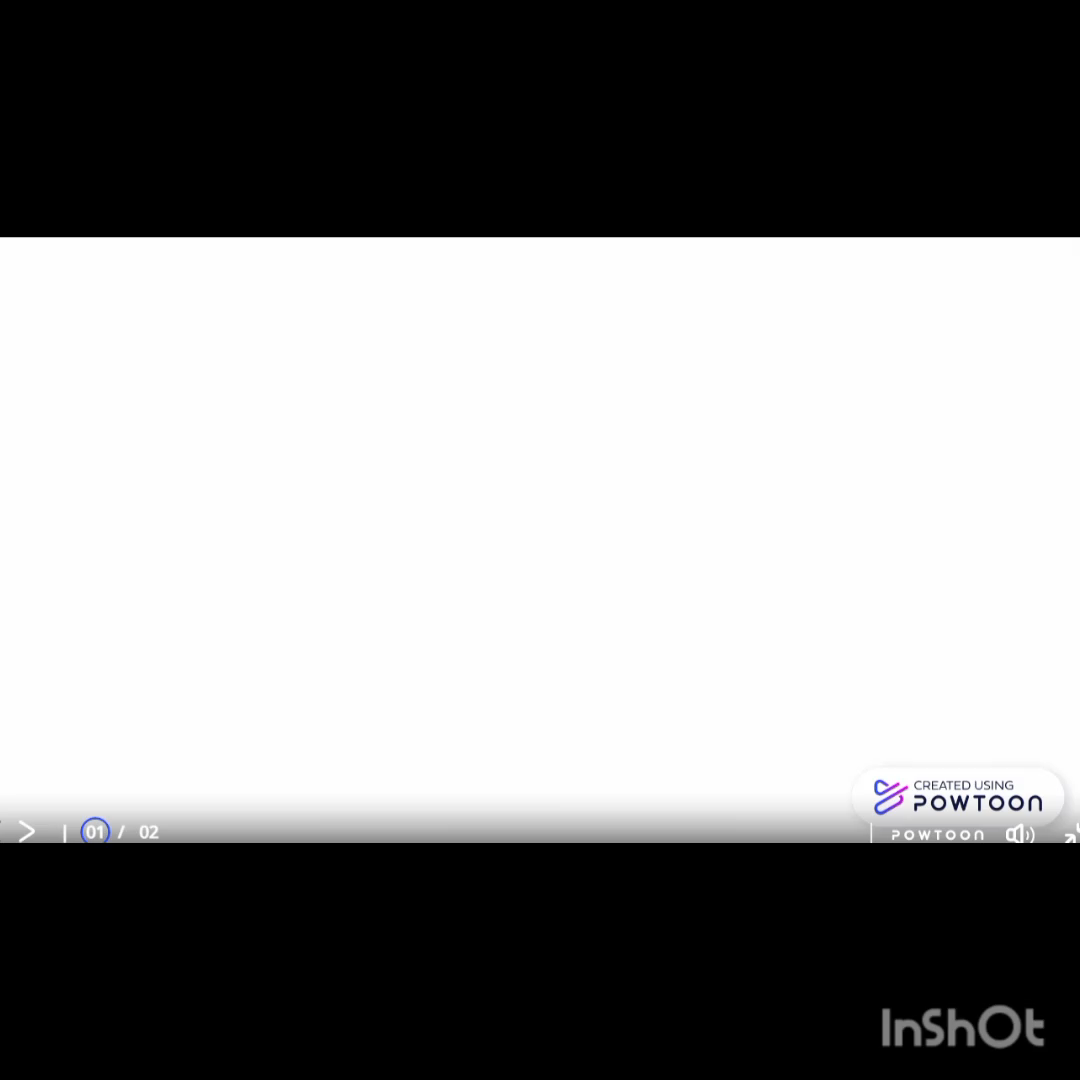 CREATED USING
POWTOON
> | 01 / 02
| POWTOON
InShOt